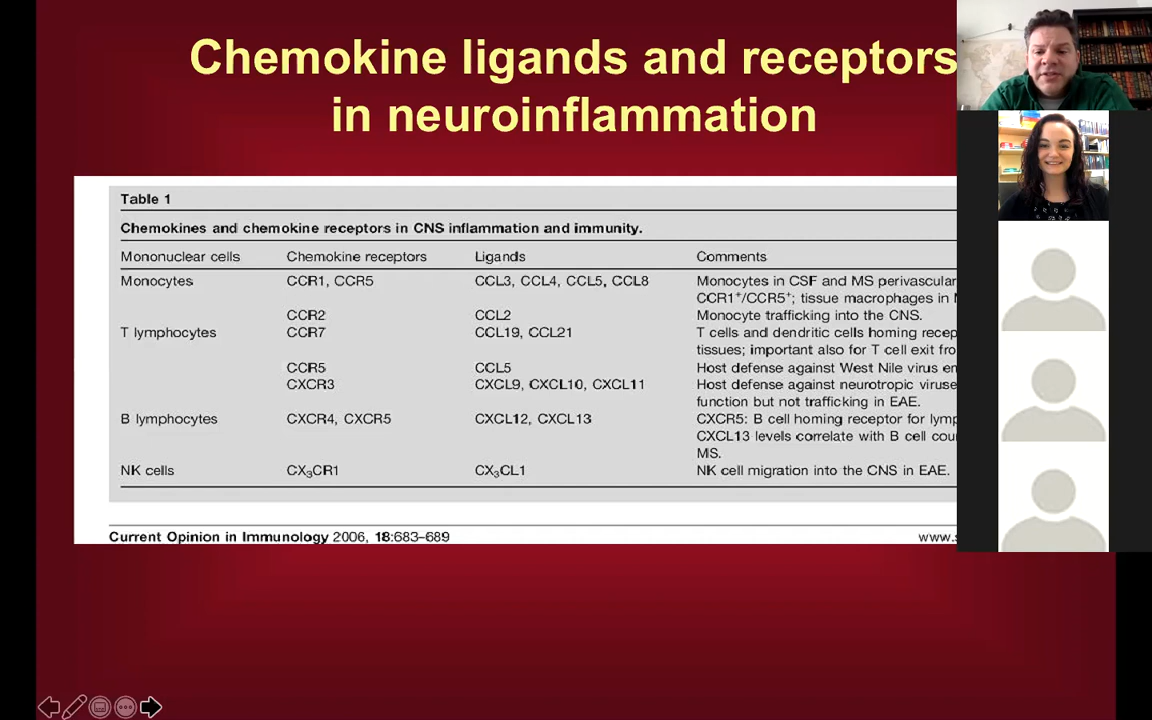 Chemokine ligands and receptors
in neuroinflammation
Table 1
Chemokines and chemokine receptors in CNS inflammation and immunity.
Mononuclear cells Chemokine receptors Ligands Comments
Monocytes CCR1, CCR5 CCL3, CCL4, CCL5, CCL8 Monocytes in CSF and MS perivascular
CCR1⁺/CCR5⁺; tissue macrophages in
CCR2 CCL2 Monocyte trafficking into the CNS.
T lymphocytes CCR7 CCL19, CCL21 T cells and dendritic cells homing recep
tissues; important also for T cell exit fro
CCR5 CCL5 Host defense against West Nile virus en
CXCR3 CXCL9, CXCL10, CXCL11 Host defense against neurotropic viruse
function but not trafficking in EAE.
B lymphocytes CXCR4, CXCR5 CXCL12, CXCL13 CXCR5: B cell homing receptor for lymp
CXCL13 levels correlate with B cell cou
MS.
NK cells CX₃CR1 CX₃CL1 NK cell migration into the CNS in EAE.
Current Opinion in Immunology 2006, 18:683–689 www.s